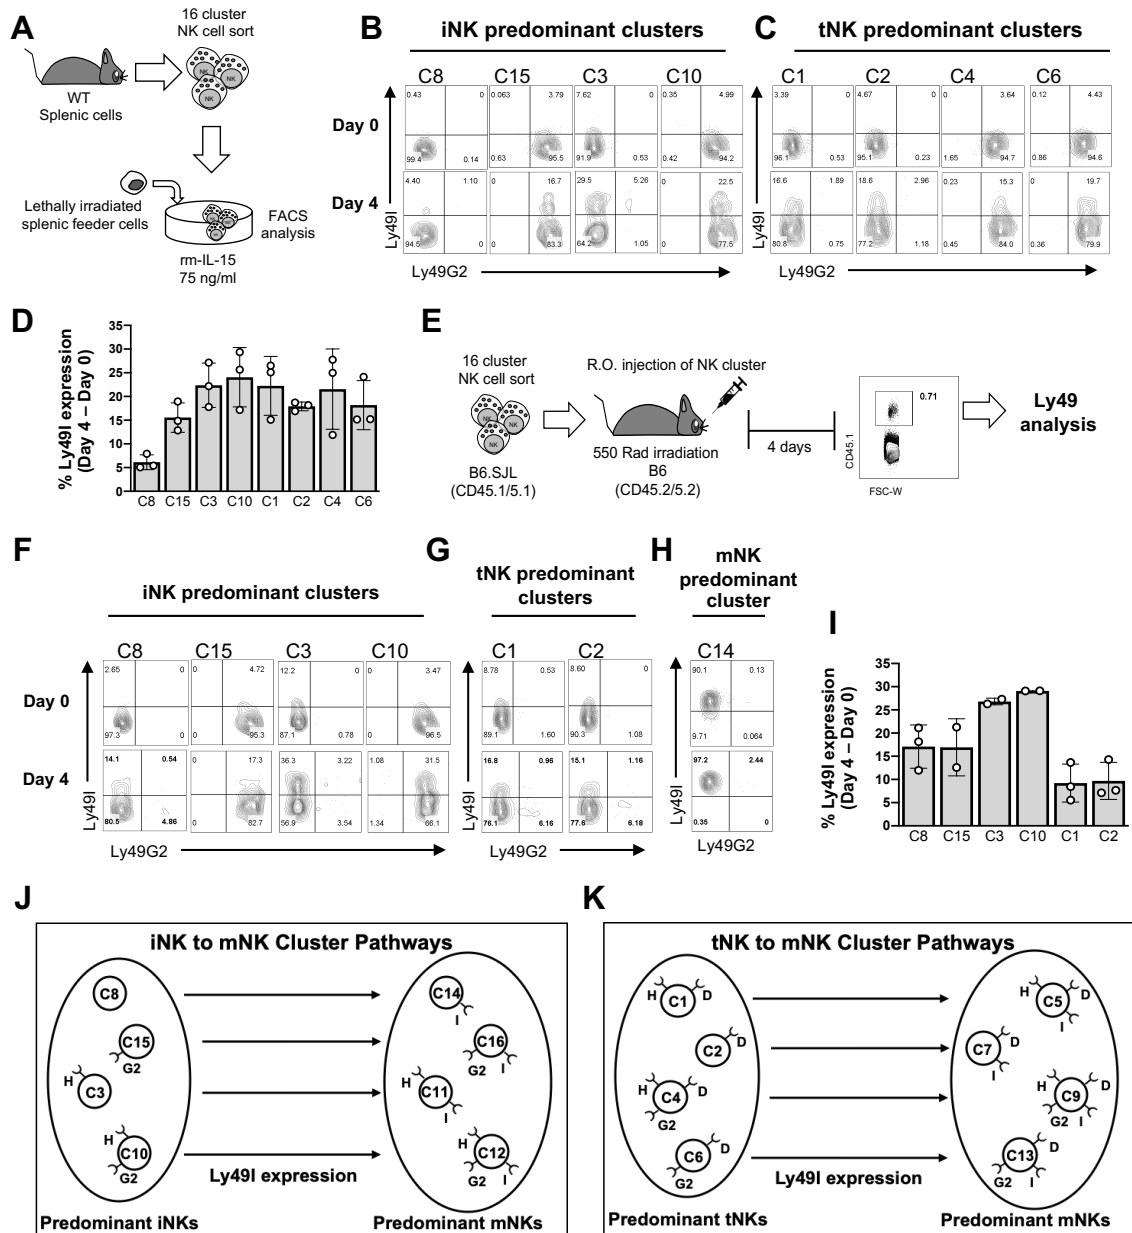 A
16 cluster
NK cell sort
NK
NK
NK
WT
Splenic cells
Lethally irradiated
splenic feeder cells
FACS
analysis
rm-IL-15
75 ng/ml
B
iNK predominant clusters
C8
C15
C3
C10
Day 0
0.43
0
99.4
0.14
0.063
3.79
0.63
95.5
7.62
0
91.9
0.53
0.35
4.99
0.42
94.2
Day 4
4.40
1.10
94.5
0
16.7
83.3
29.5
5.26
64.2
1.05
22.5
77.5
Ly49I
Ly49G2
C
tNK predominant clusters
C1
C2
C4
C6
3.39
0
96.1
0.53
4.67
0
95.1
0.23
0
3.64
1.65
94.7
0.12
4.43
0.86
94.6
16.6
1.89
80.8
0.75
18.6
2.96
77.2
1.18
0.23
15.3
0.45
84.0
0
19.7
0.36
79.9
Ly49I
Ly49G2
D
% Ly49I expression
(Day 4 – Day 0)
35
30
25
20
15
10
5
0
C8 C15 C3 C10 C1 C2 C4 C6
E
16 cluster
NK cell sort
NK
NK
NK
B6.SJL
(CD45.1/5.1)
R.O. injection of NK cluster
550 Rad irradiation
B6
(CD45.2/5.2)
4 days
0.71
CD45.1
FSC-W
Ly49
analysis
F
iNK predominant clusters
C8
C15
C3
C10
Day 0
2.65
0
97.3
0
0
4.72
0
95.3
12.2
0
87.1
0.78
0
3.47
0
96.5
Day 4
14.1
0.54
80.5
4.86
0
17.3
0
82.7
36.3
3.22
56.9
3.54
1.08
31.5
1.34
66.1
Ly49I
Ly49G2
G
tNK predominant
clusters
C1
C2
8.78
0.53
89.1
1.60
8.60
0
90.3
1.08
16.8
0.96
76.1
6.16
15.1
1.16
77.6
6.18
Ly49I
H
mNK
predominant
cluster
C14
90.1
0.13
9.71
0.064
97.2
2.44
0.35
0
Ly49I
Ly49G2
I
% Ly49I expression
(Day 4 – Day 0)
35
30
25
20
15
10
5
0
C8 C15 C3 C10 C1 C2
J
iNK to mNK Cluster Pathways
C8
C14
I
C15
G2
C16
G2 I
H
C3
H
C11
I
H
C10
G2
H
C12
G2 I
Ly49I expression
Predominant iNKs
Predominant mNKs
K
tNK to mNK Cluster Pathways
H C1 D
H C5 D
I
C2 D
C7 D
I
H C4 D
G2
H C9 D
G2 I
C6 D
G2
C13 D
G2 I
Ly49I expression
Predominant tNKs
Predominant mNKs